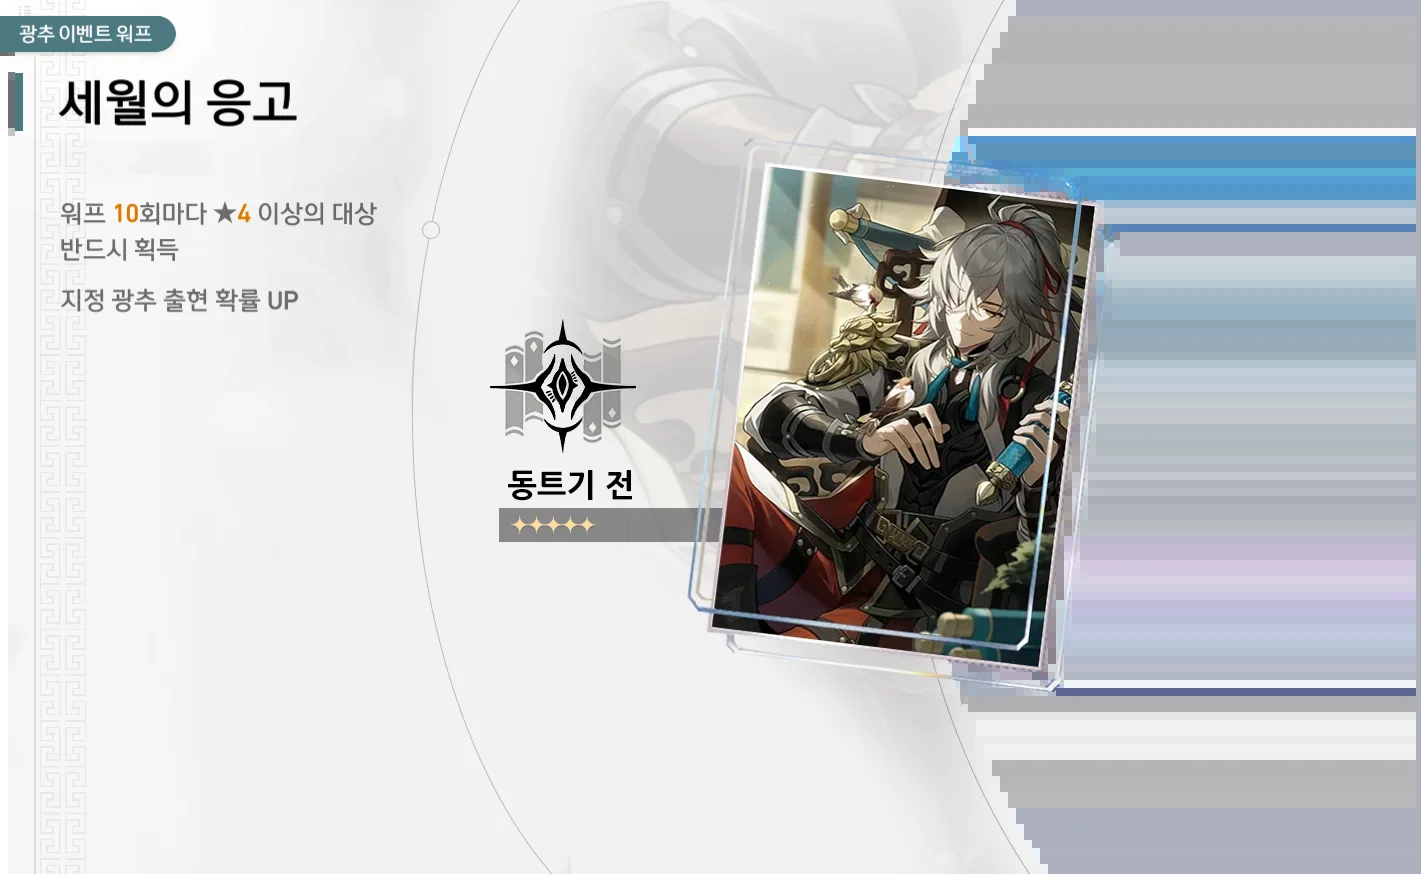 광추 이벤트 워프
세월의 응고
워프 10회마다 ★4 이상의 대상
반드시 획득
지정 광추 출현 확률 UP
동트기 전